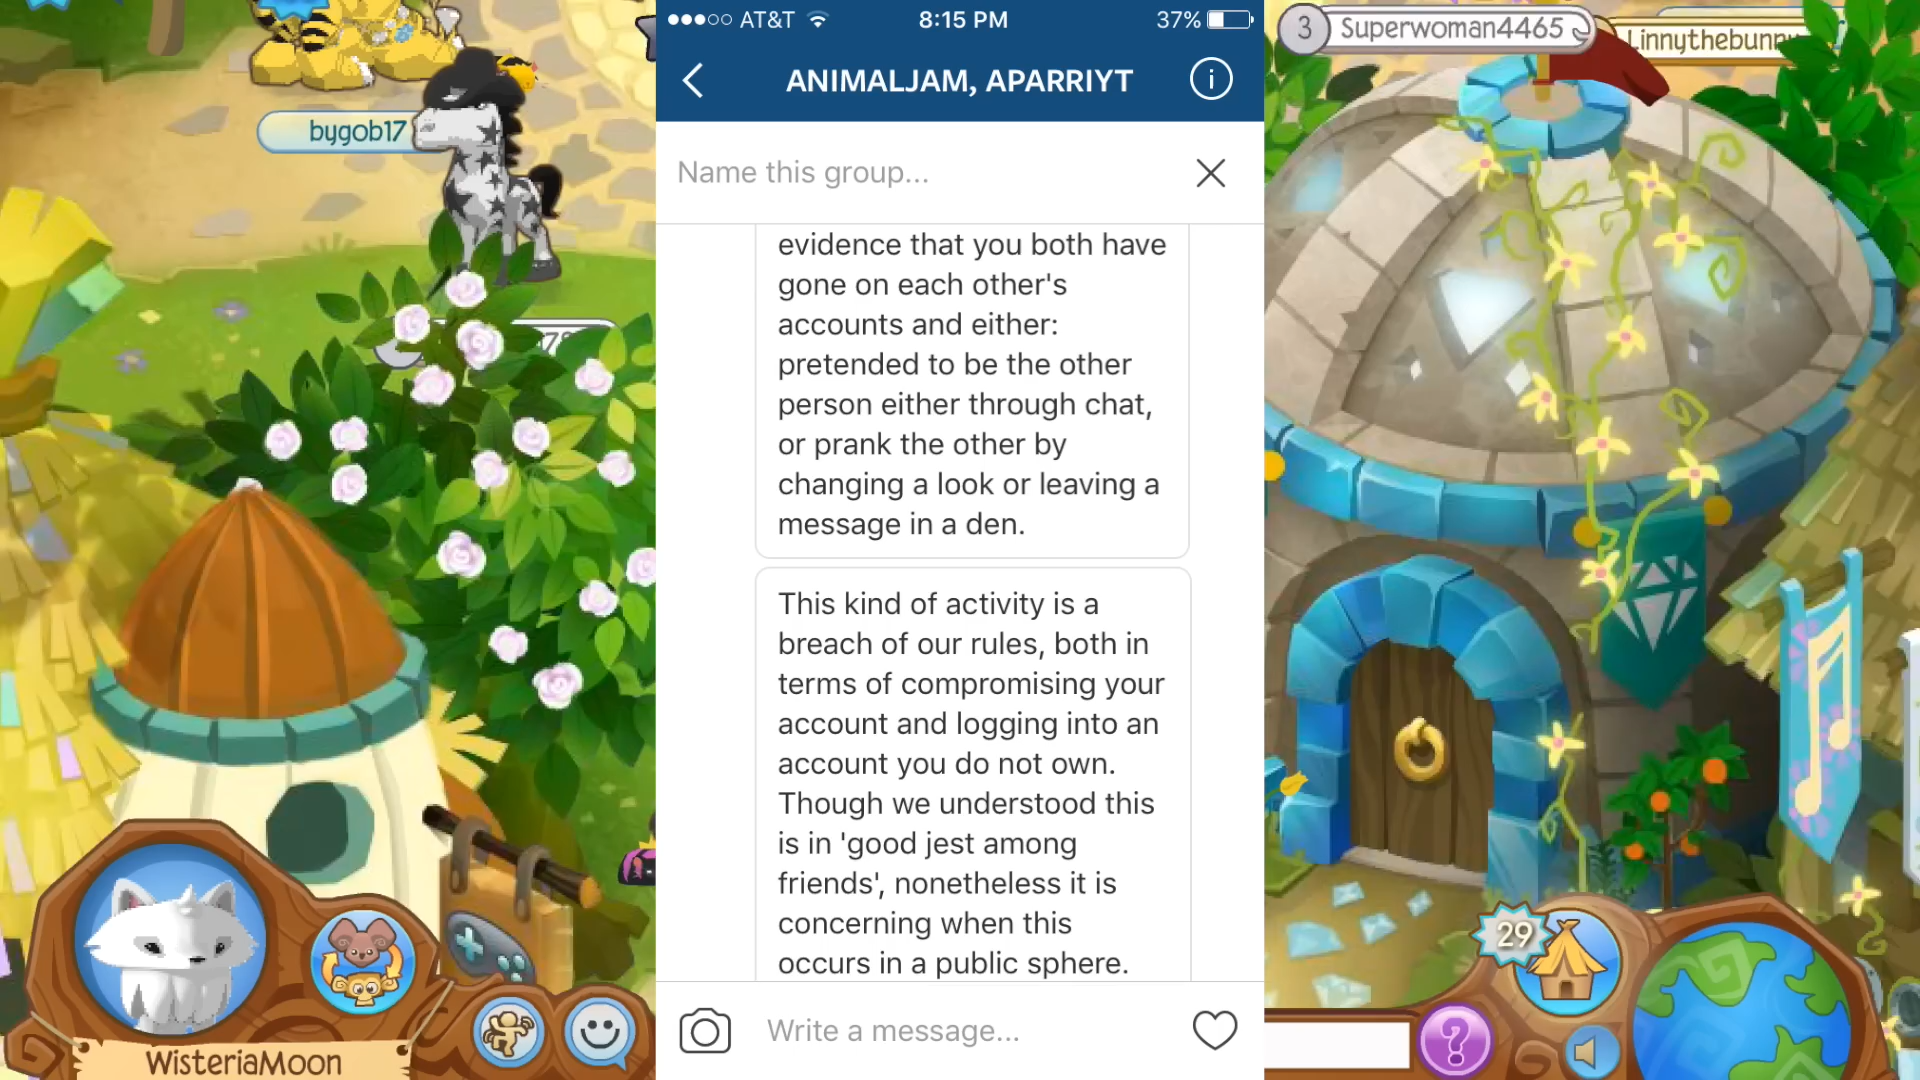 AT&T
8:15 PM
37%
ANIMALJAM, APARRIYT
Name this group...
evidence that you both have
gone on each other's
accounts and either:
pretended to be the other
person either through chat,
or prank the other by
changing a look or leaving a
message in a den.
This kind of activity is a
breach of our rules, both in
terms of compromising your
account and logging into an
account you do not own.
Though we understood this
is in 'good jest among
friends', nonetheless it is
concerning when this
occurs in a public sphere.
Write a message...
bygob17
WisteriaMoon
3
Superwoman4465
Linnythebunny
29
?